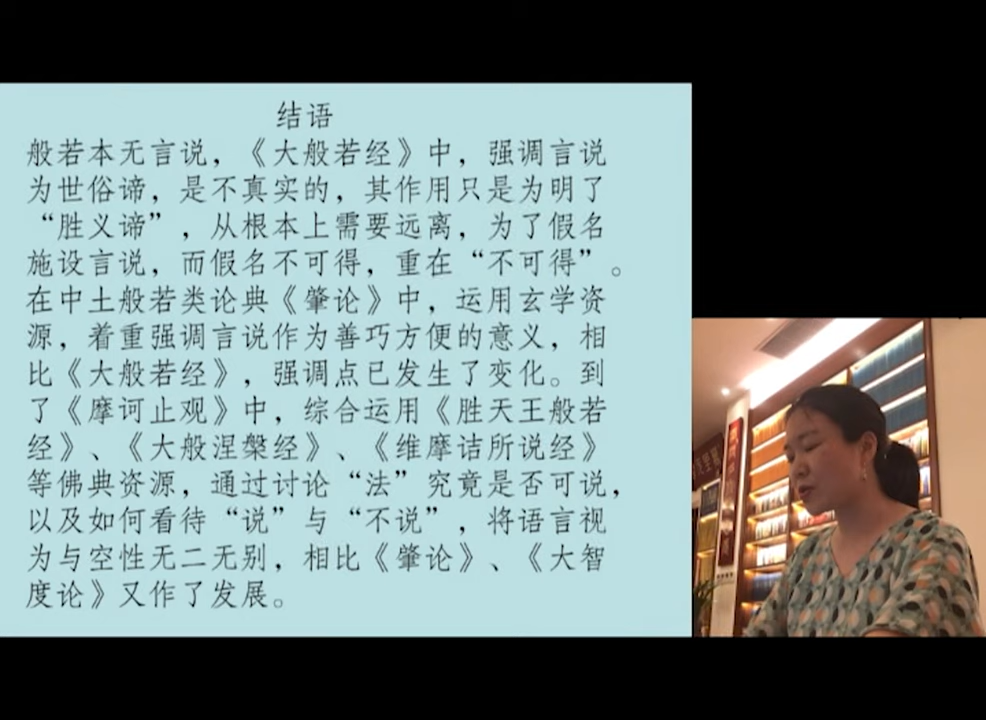 结语
般若本无言说，《大般若经》中，强调言说
为世俗谛，是不真实的，其作用只是为明了
“胜义谛”，从根本上需要远离，为了假名
施设言说，而假名不可得，重在“不可得”。
在中土般若类论典《肇论》中，运用玄学资
源，着重强调言说作为善巧方便的意义，相
比《大般若经》，强调点已发生了变化。到
了《摩诃止观》中，综合运用《胜天王般若
经》、《大般涅槃经》、《维摩诘所说经》
等佛典资源，通过讨论“法”究竟是否可说，
以及如何看待“说”与“不说”，将语言视
为与空性无二无别，相比《肇论》、《大智
度论》又作了发展。